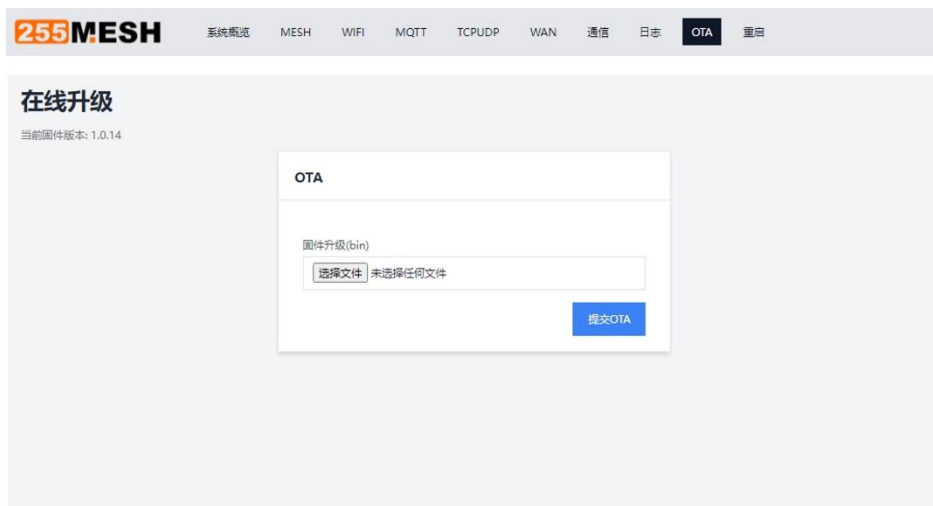 255MESH 系统概览 MESH WIFI MQTT TCPUDP WAN 通信 日志 OTA 重启
在线升级
当前固件版本: 1.0.14
OTA
固件升级(bin)
选择文件 未选择任何文件
提交OTA